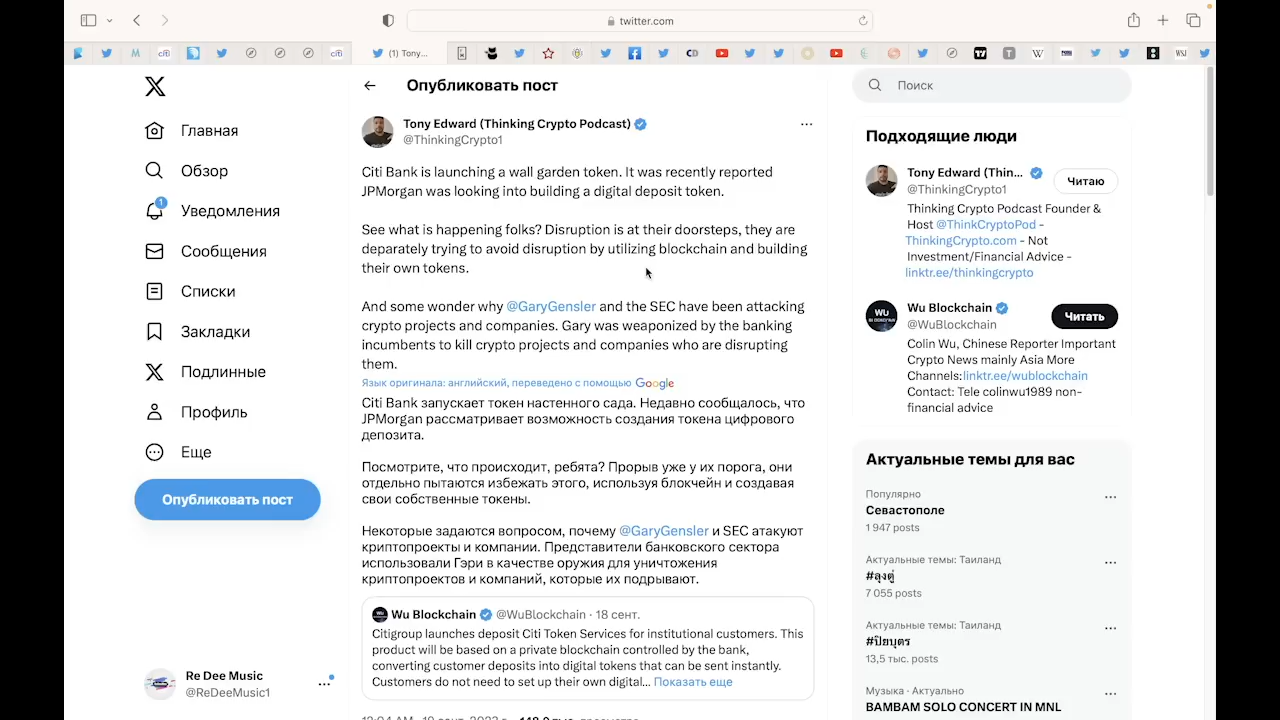 twitter.com
(1) Tony...
Опубликовать пост
Поиск
Главная
Обзор
1
Уведомления
Сообщения
Списки
Закладки
Подлинные
Профиль
Еще
Опубликовать пост
Re Dee Music
@ReDeeMusic1
Tony Edward (Thinking Crypto Podcast)
@ThinkingCrypto1
Citi Bank is launching a wall garden token. It was recently reported
JPMorgan was looking into building a digital deposit token.
See what is happening folks? Disruption is at their doorsteps, they are
deparately trying to avoid disruption by utilizing blockchain and building
their own tokens.
And some wonder why @GaryGensler and the SEC have been attacking
crypto projects and companies. Gary was weaponized by the banking
incumbents to kill crypto projects and companies who are disrupting
them.
Язык оригинала: английский, переведено с помощью Google
Citi Bank запускает токен настенного сада. Недавно сообщалось, что
JPMorgan рассматривает возможность создания токена цифрового
депозита.
Посмотрите, что происходит, ребята? Прорыв уже у их порога, они
отдельно пытаются избежать этого, используя блокчейн и создавая
свои собственные токены.
Некоторые задаются вопросом, почему @GaryGensler и SEC атакуют
криптопроекты и компании. Представители банковского сектора
использовали Гэри в качестве оружия для уничтожения
криптопроектов и компаний, которые их подрывают.
Wu Blockchain @WuBlockchain · 18 сент.
Citigroup launches deposit Citi Token Services for institutional customers. This
product will be based on a private blockchain controlled by the bank,
converting customer deposits into digital tokens that can be sent instantly.
Customers do not need to set up their own digital... Показать еще
Подходящие люди
Tony Edward (Thin...
@ThinkingCrypto1
Читаю
Thinking Crypto Podcast Founder &
Host @ThinkCryptoPod -
ThinkingCrypto.com - Not
Investment/Financial Advice -
linktr.ee/thinkingcrypto
Wu Blockchain
@WuBlockchain
Читать
Colin Wu, Chinese Reporter Important
Crypto News mainly Asia More
Channels:linktr.ee/wublockchain
Contact: Tele colinwu1989 non-
financial advice
Актуальные темы для вас
Популярно
Севастополе
1 947 posts
Актуальные темы: Таиланд
#ลุงตู่
7 055 posts
Актуальные темы: Таиланд
#ปิยบุตร
13,5 тыс. posts
Музыка · Актуально
BAMBAM SOLO CONCERT IN MNL